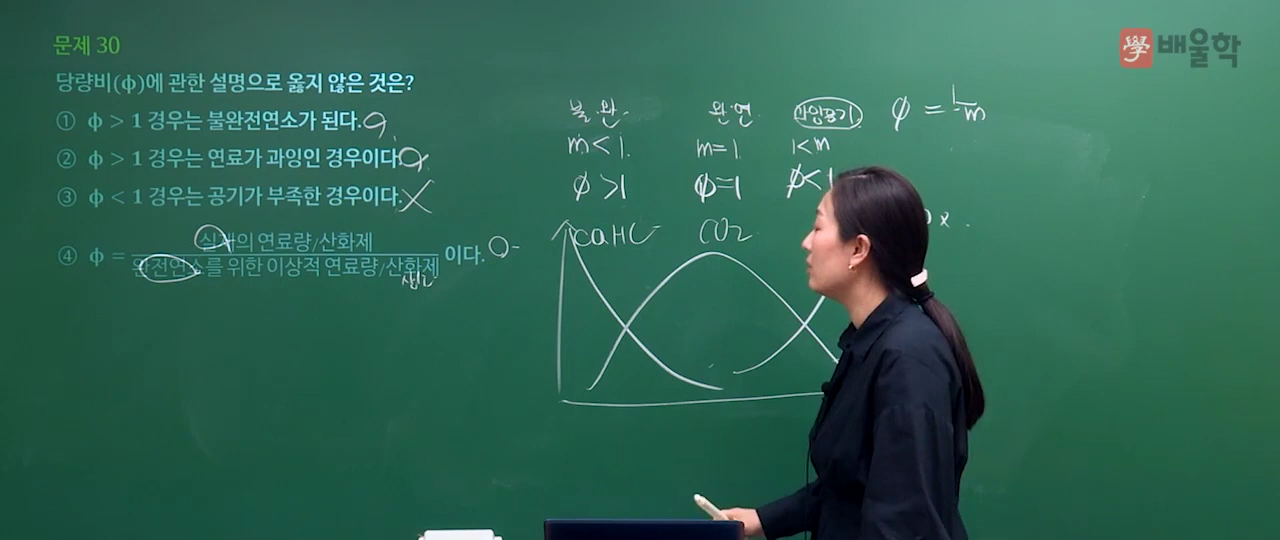 문제 30
學 배울학
당량비(ϕ)에 관한 설명으로 옳지 않은 것은?
① ϕ > 1 경우는 불완전연소가 된다.
② ϕ > 1 경우는 연료가 과잉인 경우이다.
③ ϕ < 1 경우는 공기가 부족한 경우이다.
④ ϕ = 실제의 연료량/산화제
완전연소를 위한 이상적 연료량/산화제 이다.
불.완. 완.연 과잉공기 ϕ = 1/m
m<1 m=1 1<m
ϕ>1 ϕ=1 ϕ<1
CO HC CO2
x